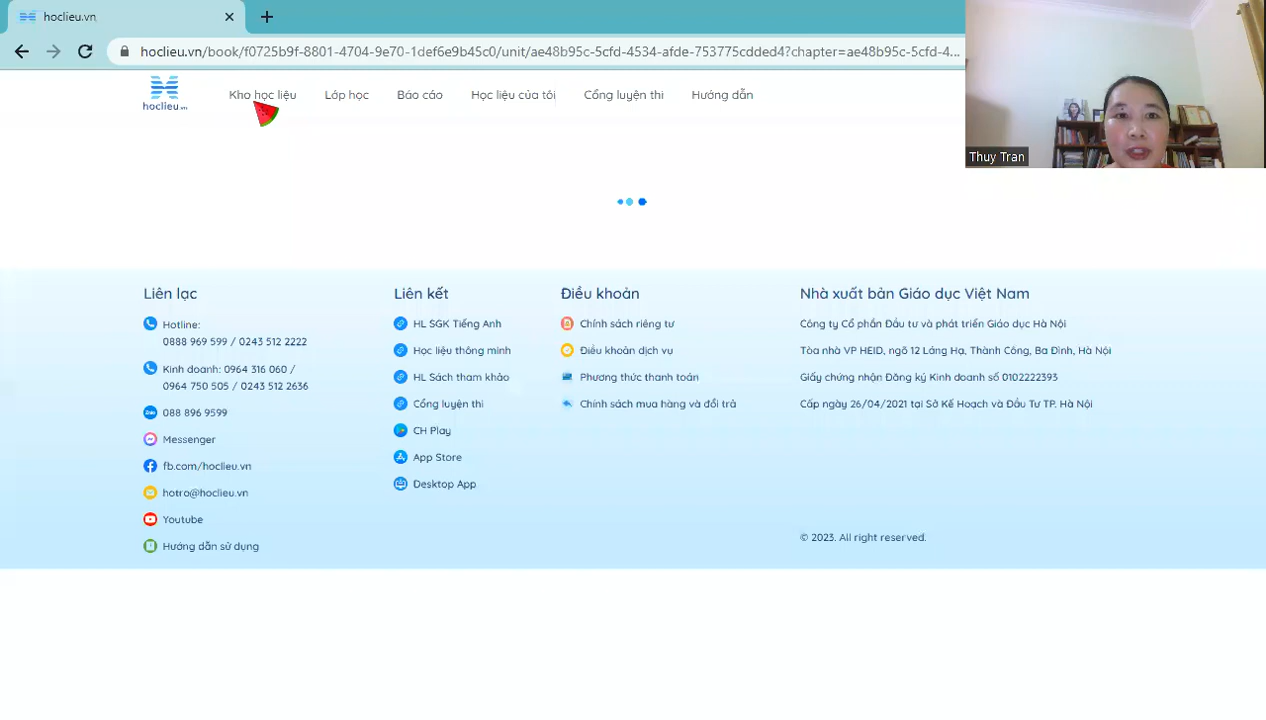 hoclieu.vn
hoclieu.vn/book/f0725b9f-8801-4704-9e70-1def6e9b45c0/unit/ae48b95c-5cfd-4534-afde-753775cdded4?chapter=ae48b95c-5cfd-4...
hoclieu.vn
Kho học liệu
Lớp học
Báo cáo
Học liệu của tôi
Cổng luyện thi
Hướng dẫn
Thuy Tran
Liên lạc
Hotline:
0888 969 599 / 0243 512 2222
Kinh doanh: 0964 316 060 /
0964 750 505 / 0243 512 2636
Zalo
088 896 9599
Messenger
fb.com/hoclieu.vn
hotro@hoclieu.vn
Youtube
Hướng dẫn sử dụng
Liên kết
HL SGK Tiếng Anh
Học liệu thông minh
HL Sách tham khảo
Cổng luyện thi
CH Play
App Store
Desktop App
Điều khoản
Chính sách riêng tư
Điều khoản dịch vụ
Phương thức thanh toán
Chính sách mua hàng và đổi trả
Nhà xuất bản Giáo dục Việt Nam
Công ty Cổ phần Đầu tư và phát triển Giáo dục Hà Nội
Tòa nhà VP HEID, ngõ 12 Láng Hạ, Thành Công, Ba Đình, Hà Nội
Giấy chứng nhận Đăng ký Kinh doanh số 0102222393
Cấp ngày 26/04/2021 tại Sở Kế Hoạch và Đầu Tư TP. Hà Nội
© 2023. All right reserved.